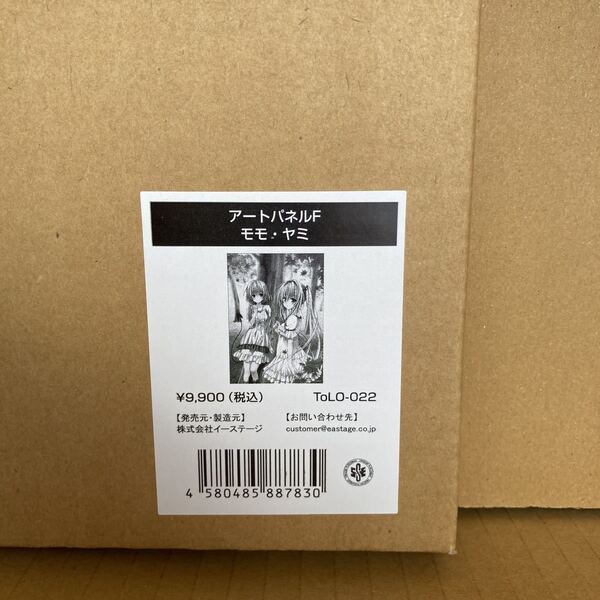 アートパネルF
モモ・ヤミ
¥9,900（税込） ToLO-022
【発売元・製造元】 【お問い合わせ先】
株式会社イーステージ customer@eastage.co.jp
4 580485 887830